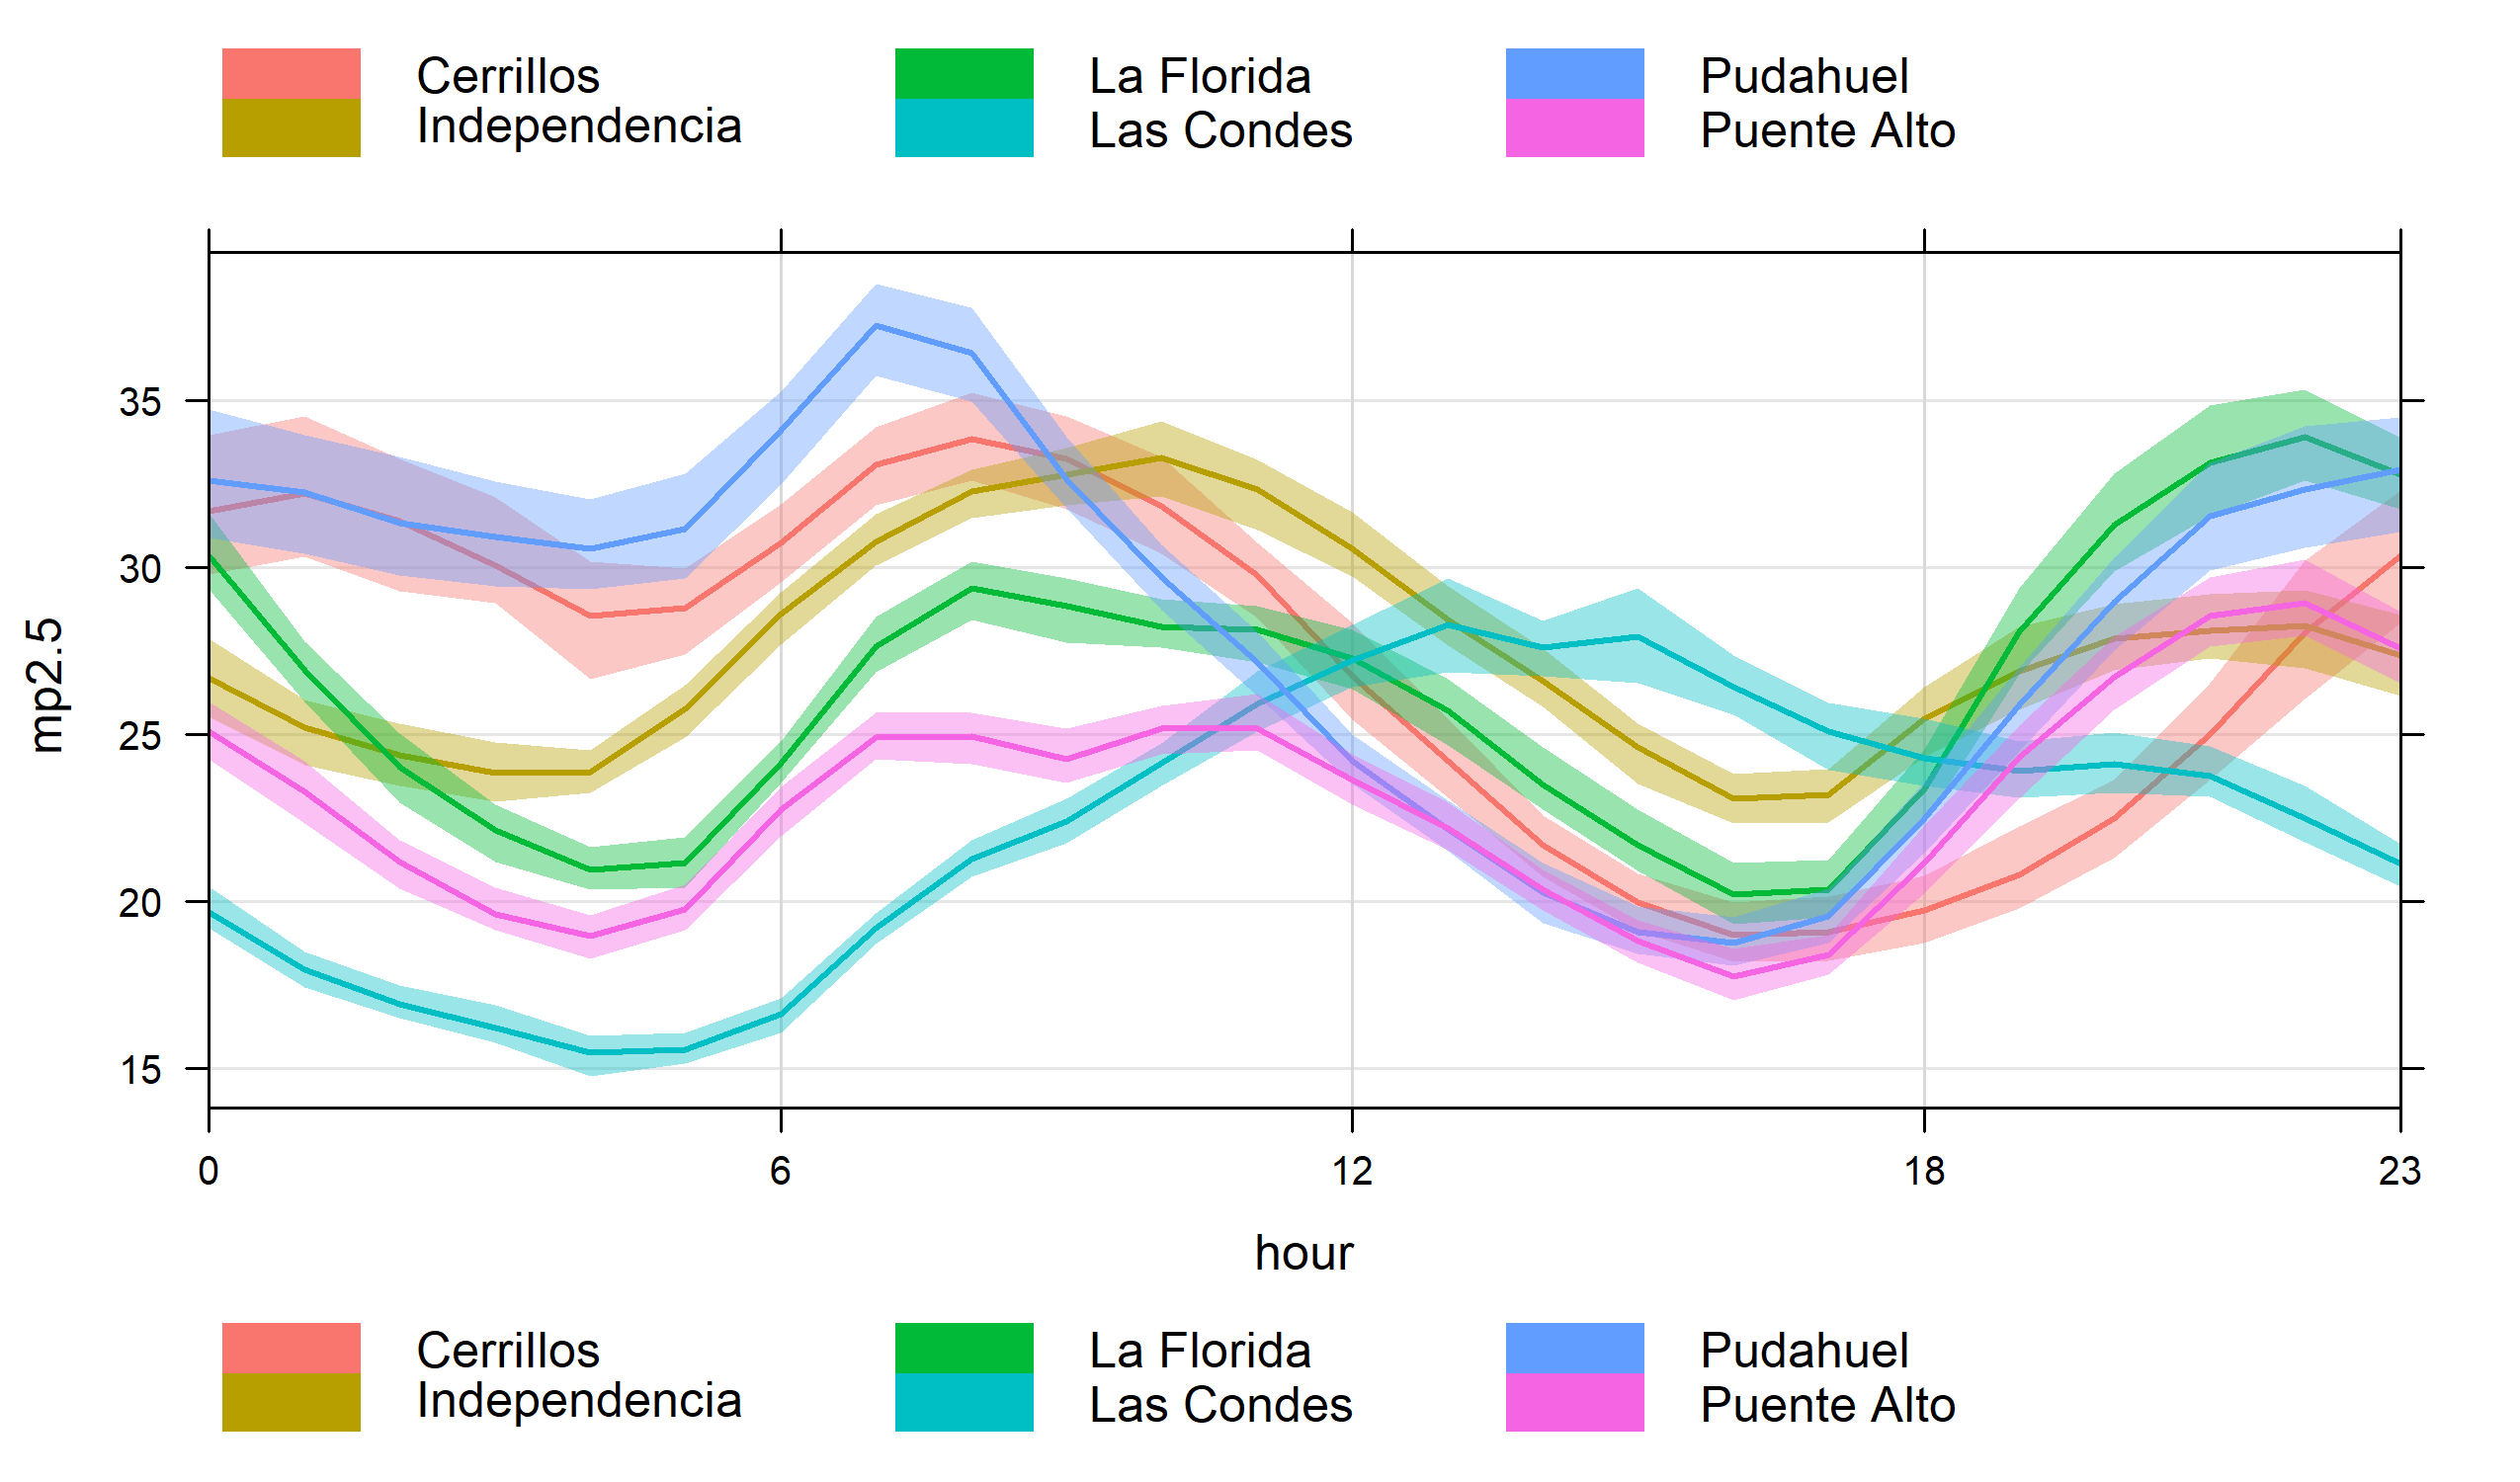 Cerrillos
Independencia
La Florida
Las Condes
Pudahuel
Puente Alto
mp2.5
35
30
25
20
15
0 6 12 18 23
hour
Cerrillos
Independencia
La Florida
Las Condes
Pudahuel
Puente Alto